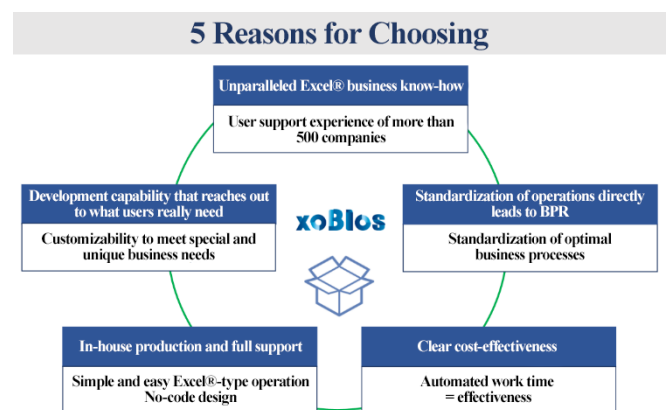 5 Reasons for Choosing
Unparalleled Excel® business know-how
User support experience of more than
500 companies
Development capability that reaches out
to what users really need
Customizability to meet special and
unique business needs
xoBlos
Standardization of operations directly
leads to BPR
Standardization of optimal
business processes
In-house production and full support
Simple and easy Excel®-type operation
No-code design
Clear cost-effectiveness
Automated work time
= effectiveness